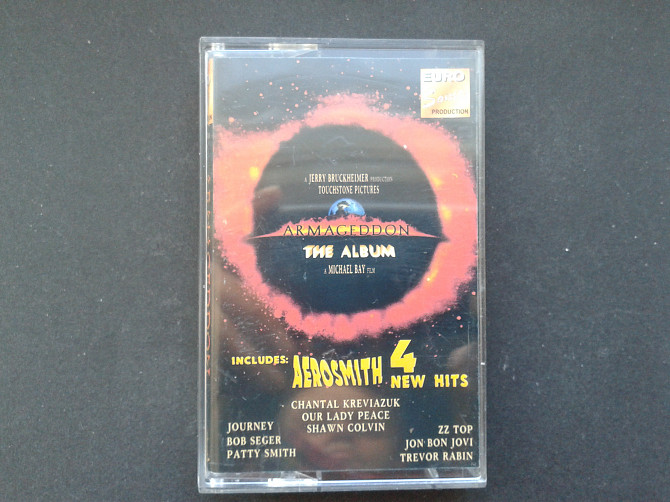 EURO
PRODUCTION
A JERRY BRUCKHEIMER PRODUCTION
TOUCHSTONE PICTURES
ARMAGEDDON
THE ALBUM
A MICHAEL BAY FILM
INCLUDES: AEROSMITH 4 NEW HITS
CHANTAL KREVIAZUK
OUR LADY PEACE
SHAWN COLVIN
JOURNEY
BOB SEGER
PATTY SMITH
ZZ TOP
JON BON JOVI
TREVOR RABIN